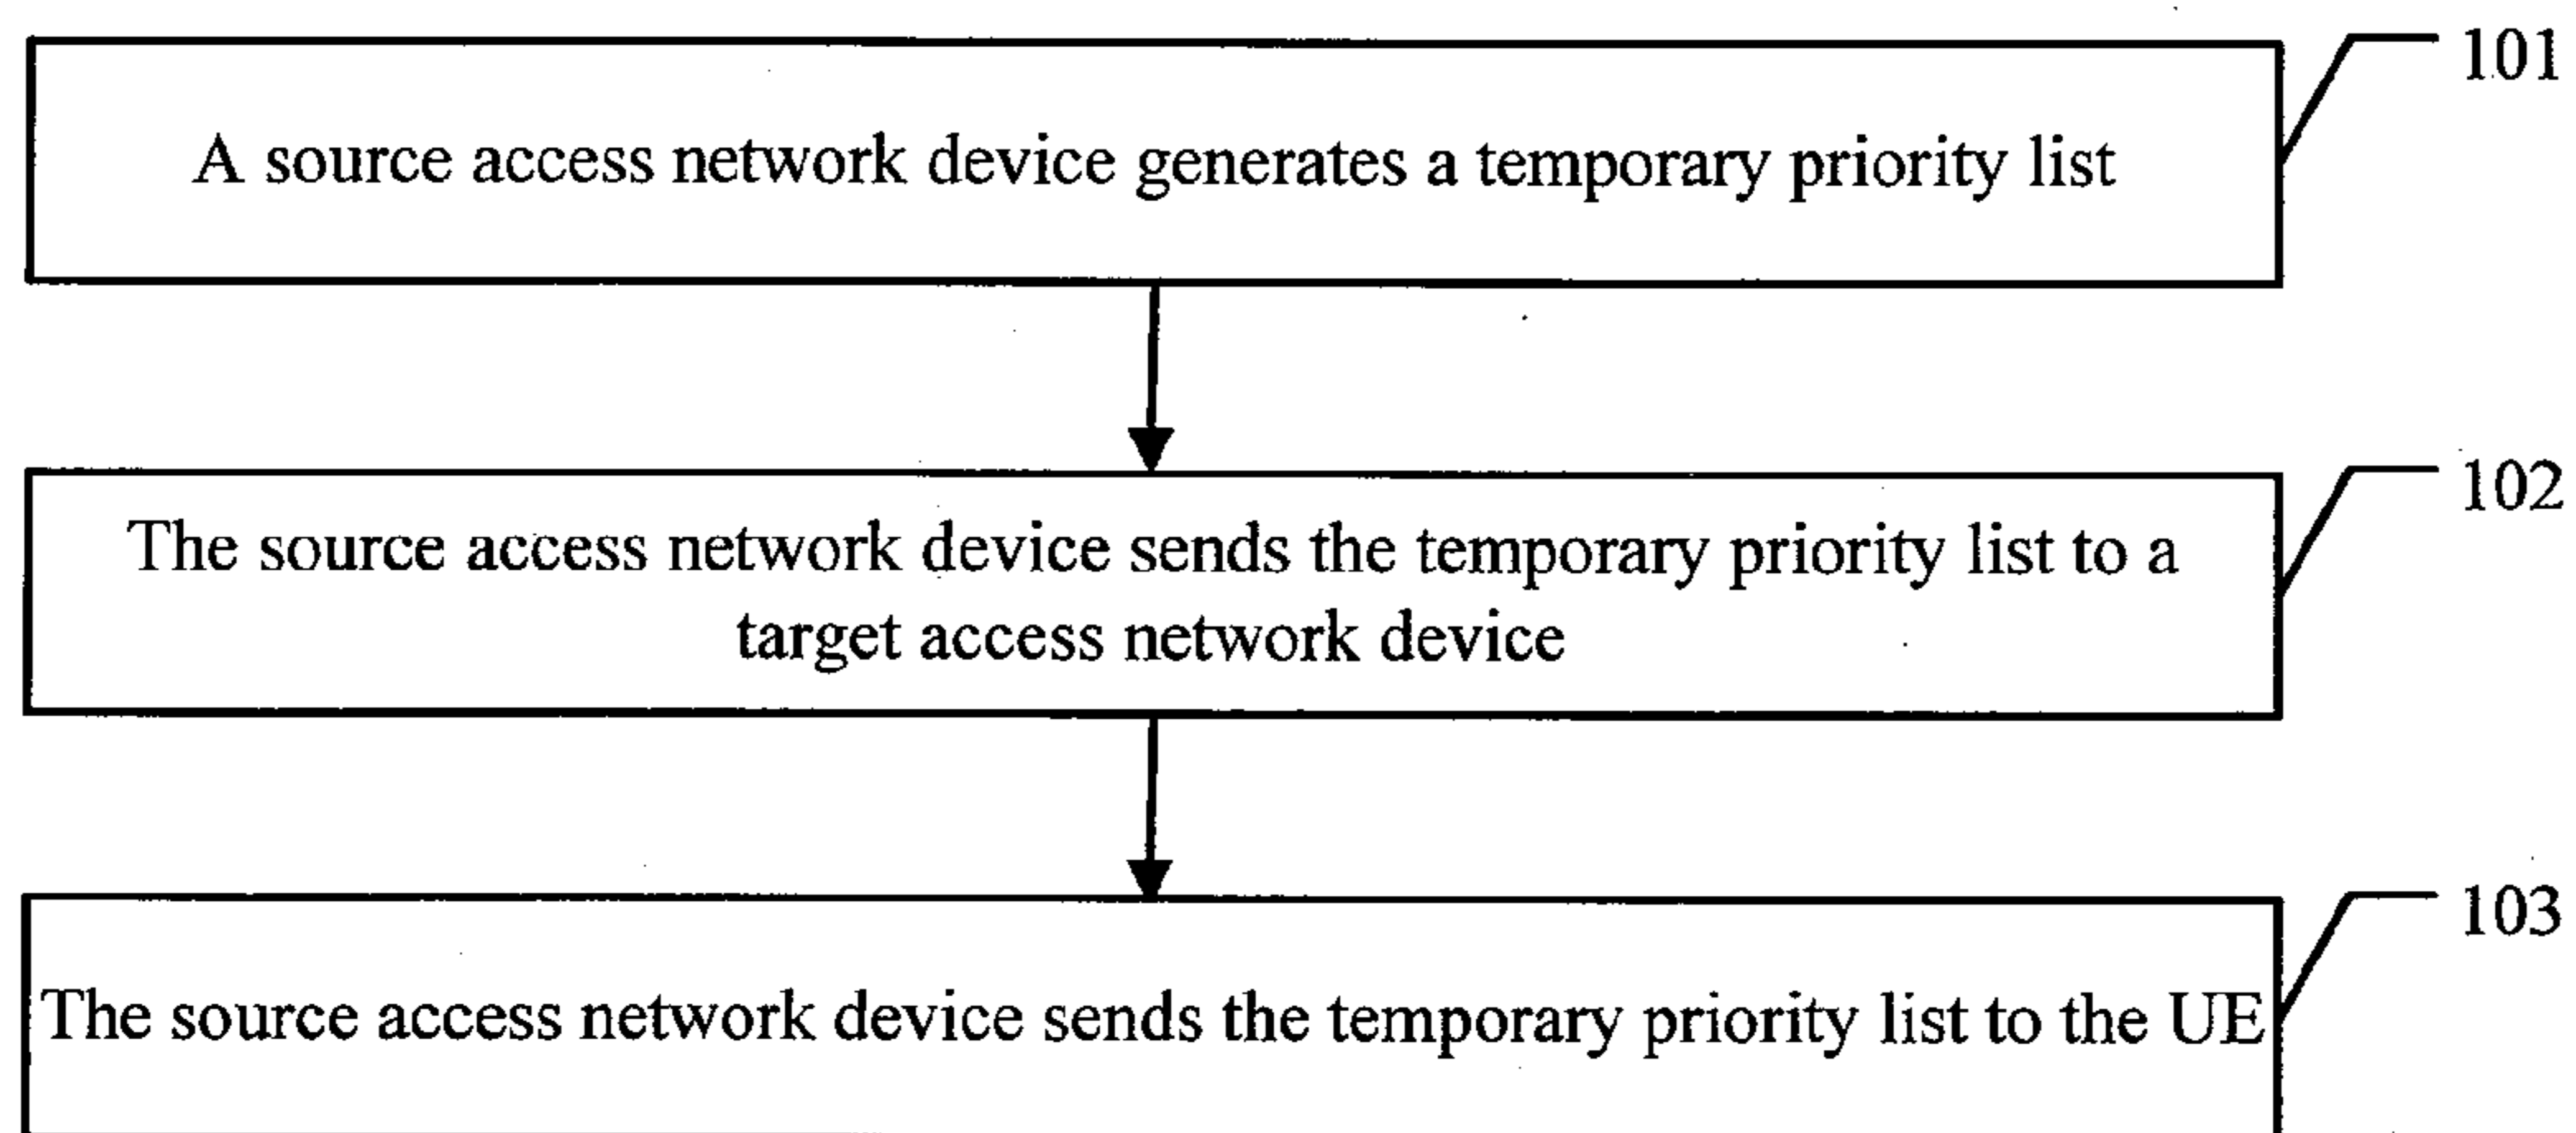 101
A source access network device generates a temporary priority list
102
The source access network device sends the temporary priority list to a
target access network device
103
The source access network device sends the temporary priority list to the UE